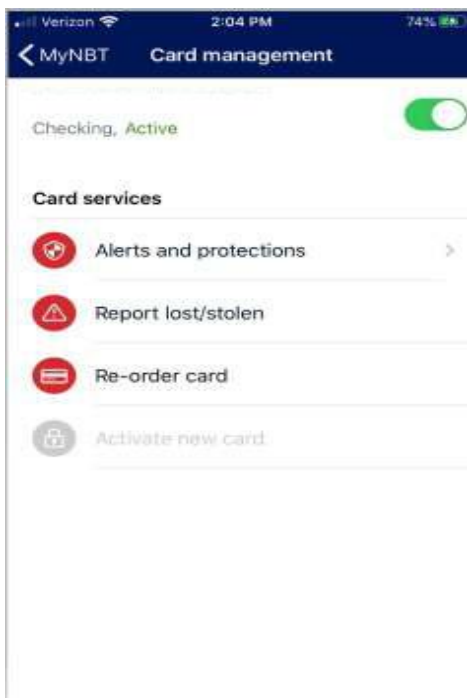 Verizon 2:04 PM 74%
MyNBT Card management
Checking, Active
Card services
Alerts and protections
Report lost/stolen
Re-order card
Activate new card